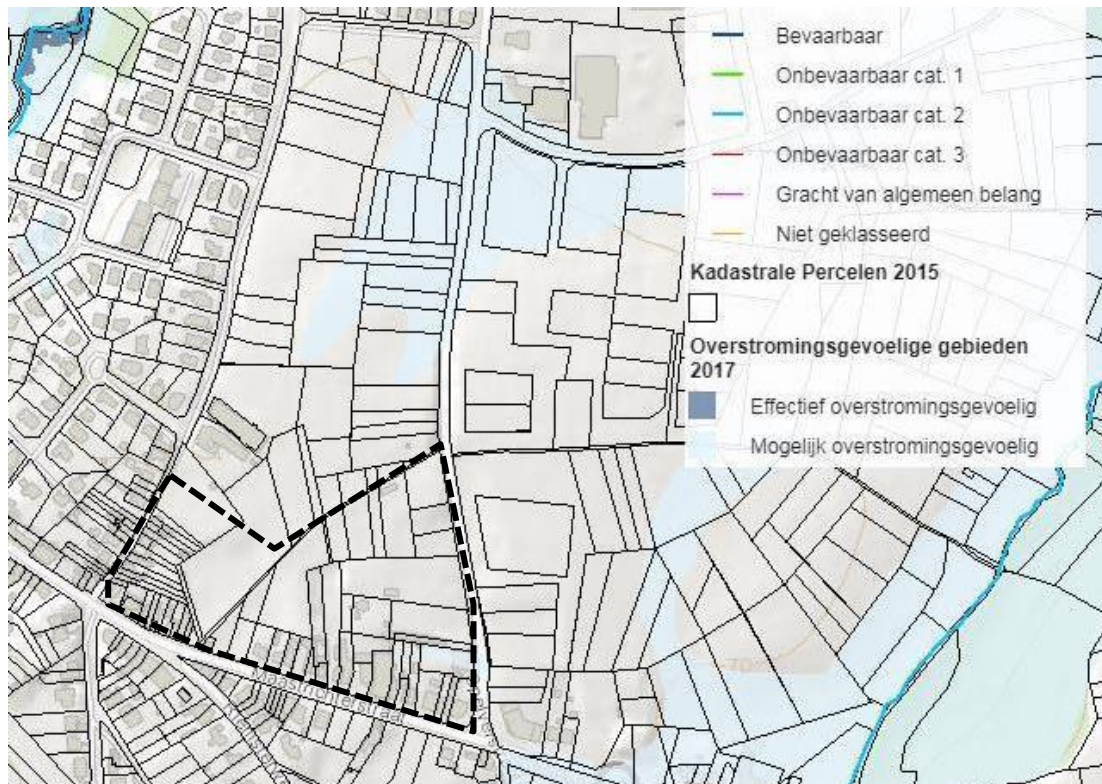 Bevaarbaar
Onbevaarbaar cat. 1
Onbevaarbaar cat. 2
Onbevaarbaar cat. 3
Gracht van algemeen belang
Niet geklasseerd
Kadastrale Percelen 2015
Overstromingsgevoelige gebieden
2017
Effectief overstromingsgevoelig
Mogelijk overstromingsgevoelig
Maastrichterstraat